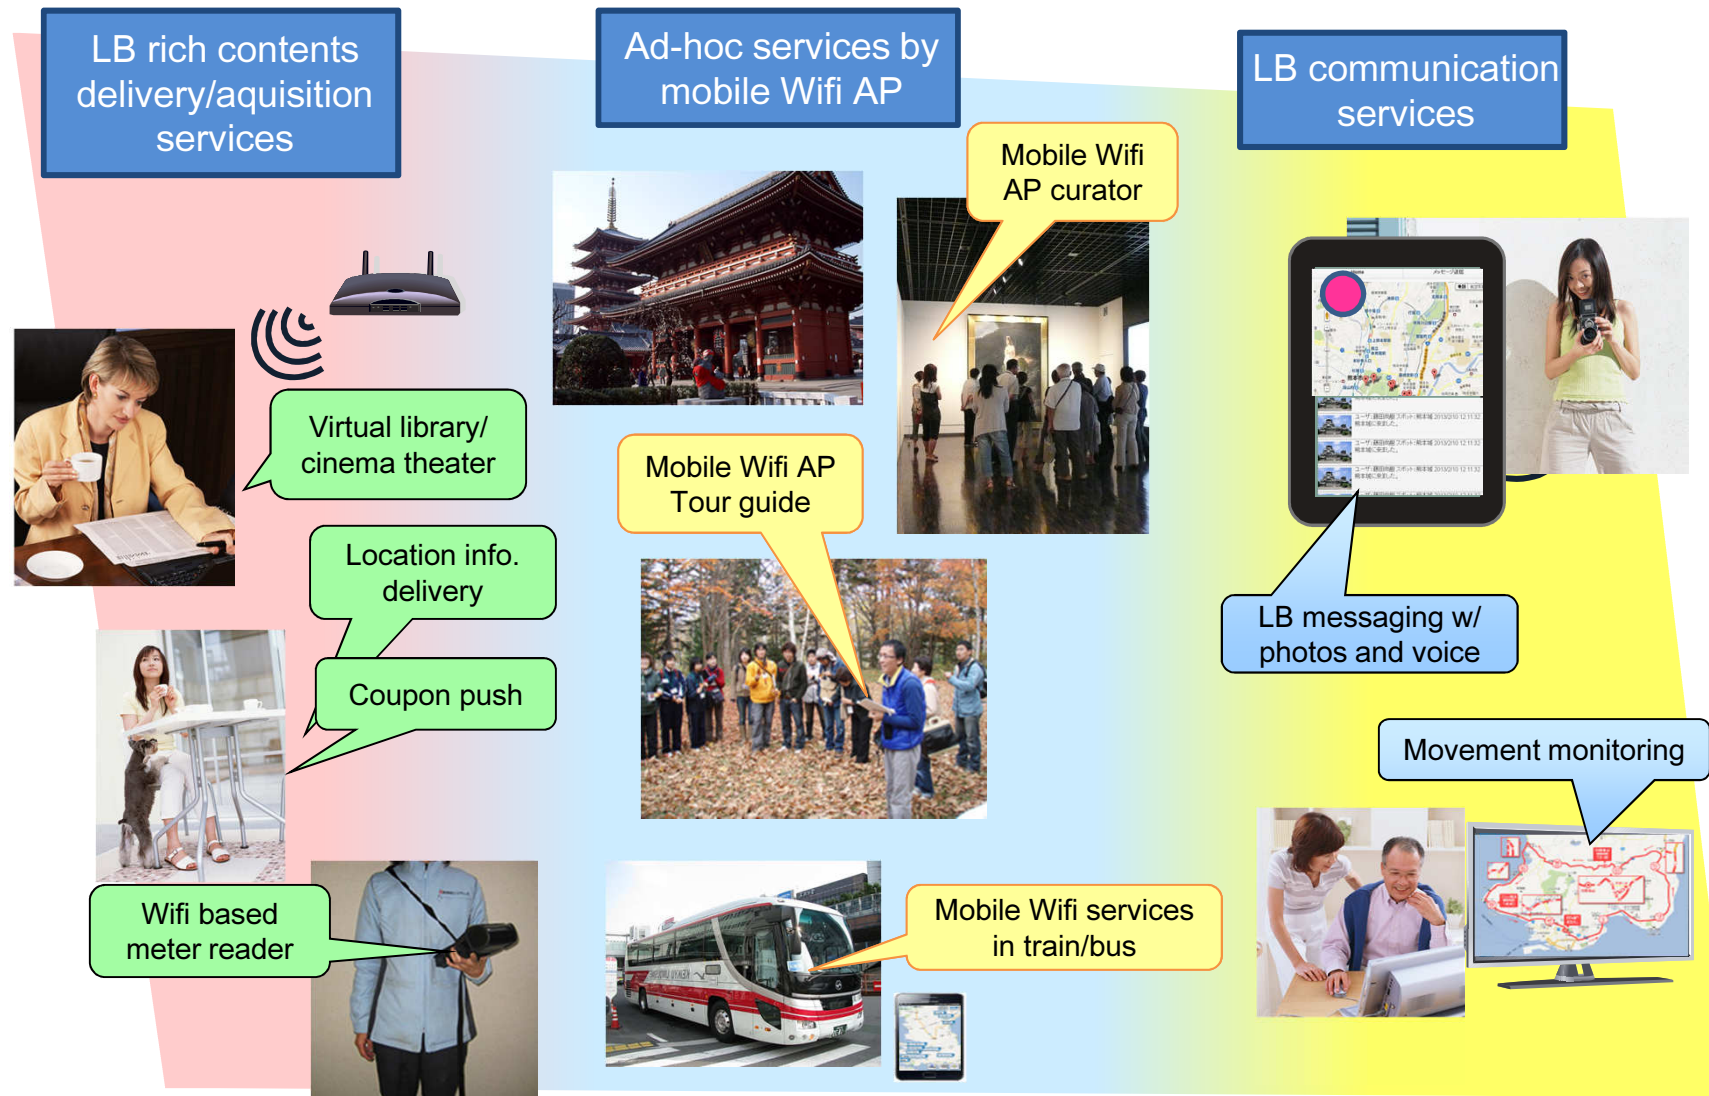 LB rich contents
delivery/aquisition
services
Ad-hoc services by
mobile Wifi AP
LB communication
services
Mobile Wifi
AP curator
Virtual library/
cinema theater
Mobile Wifi AP
Tour guide
Location info.
delivery
Coupon push
LB messaging w/
photos and voice
Movement monitoring
Wifi based
meter reader
Mobile Wifi services
in train/bus